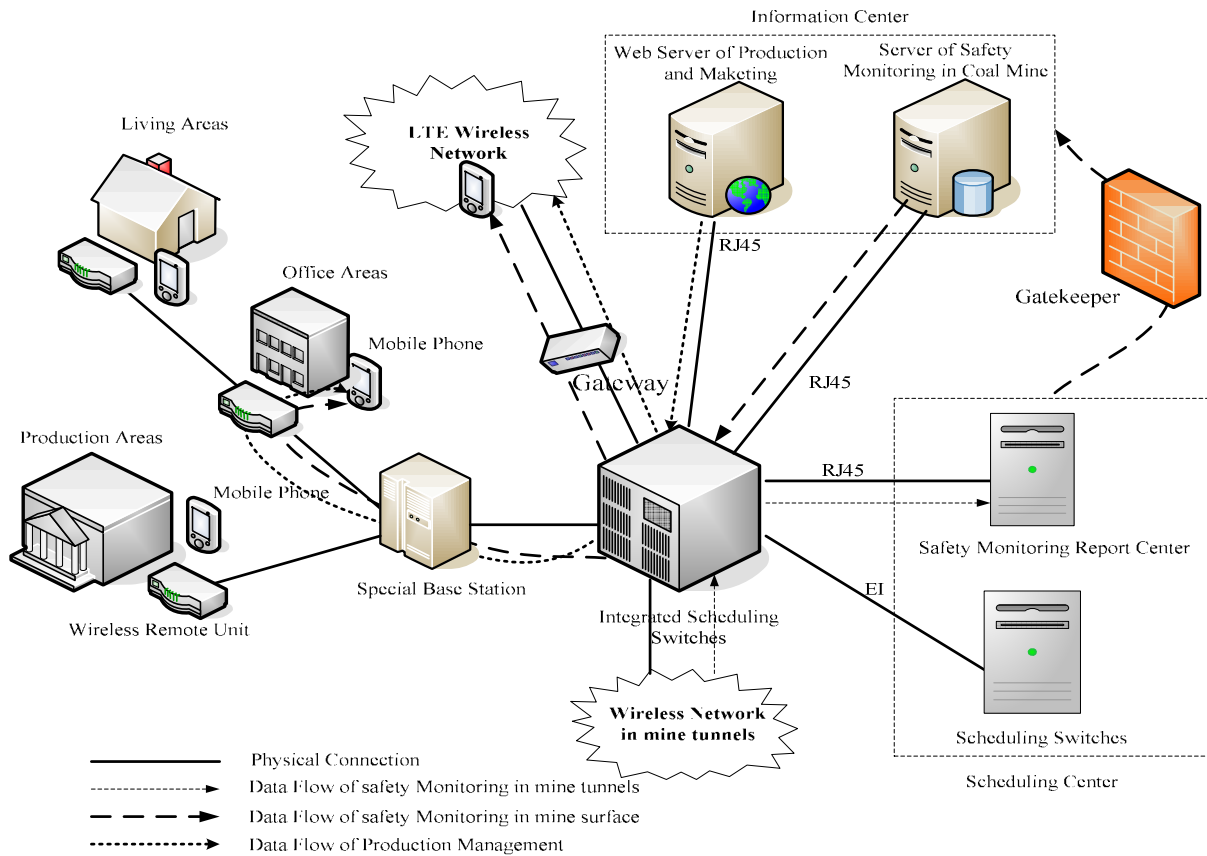 Information Center
Web Server of Production
and Maketing
Server of Safety
Monitoring in Coal Mine
LTE Wireless
Network
Living Areas
RJ45
Office Areas
Gatekeeper
Mobile Phone
Gateway
RJ45
Production Areas
RJ45
Mobile Phone
Safety Monitoring Report Center
Special Base Station
EI
Integrated Scheduling
Switches
Wireless Remote Unit
Wireless Network
in mine tunnels
Scheduling Switches
Physical Connection
Scheduling Center
Data Flow of safety Monitoring in mine tunnels
Data Flow of safety Monitoring in mine surface
Data Flow of Production Management